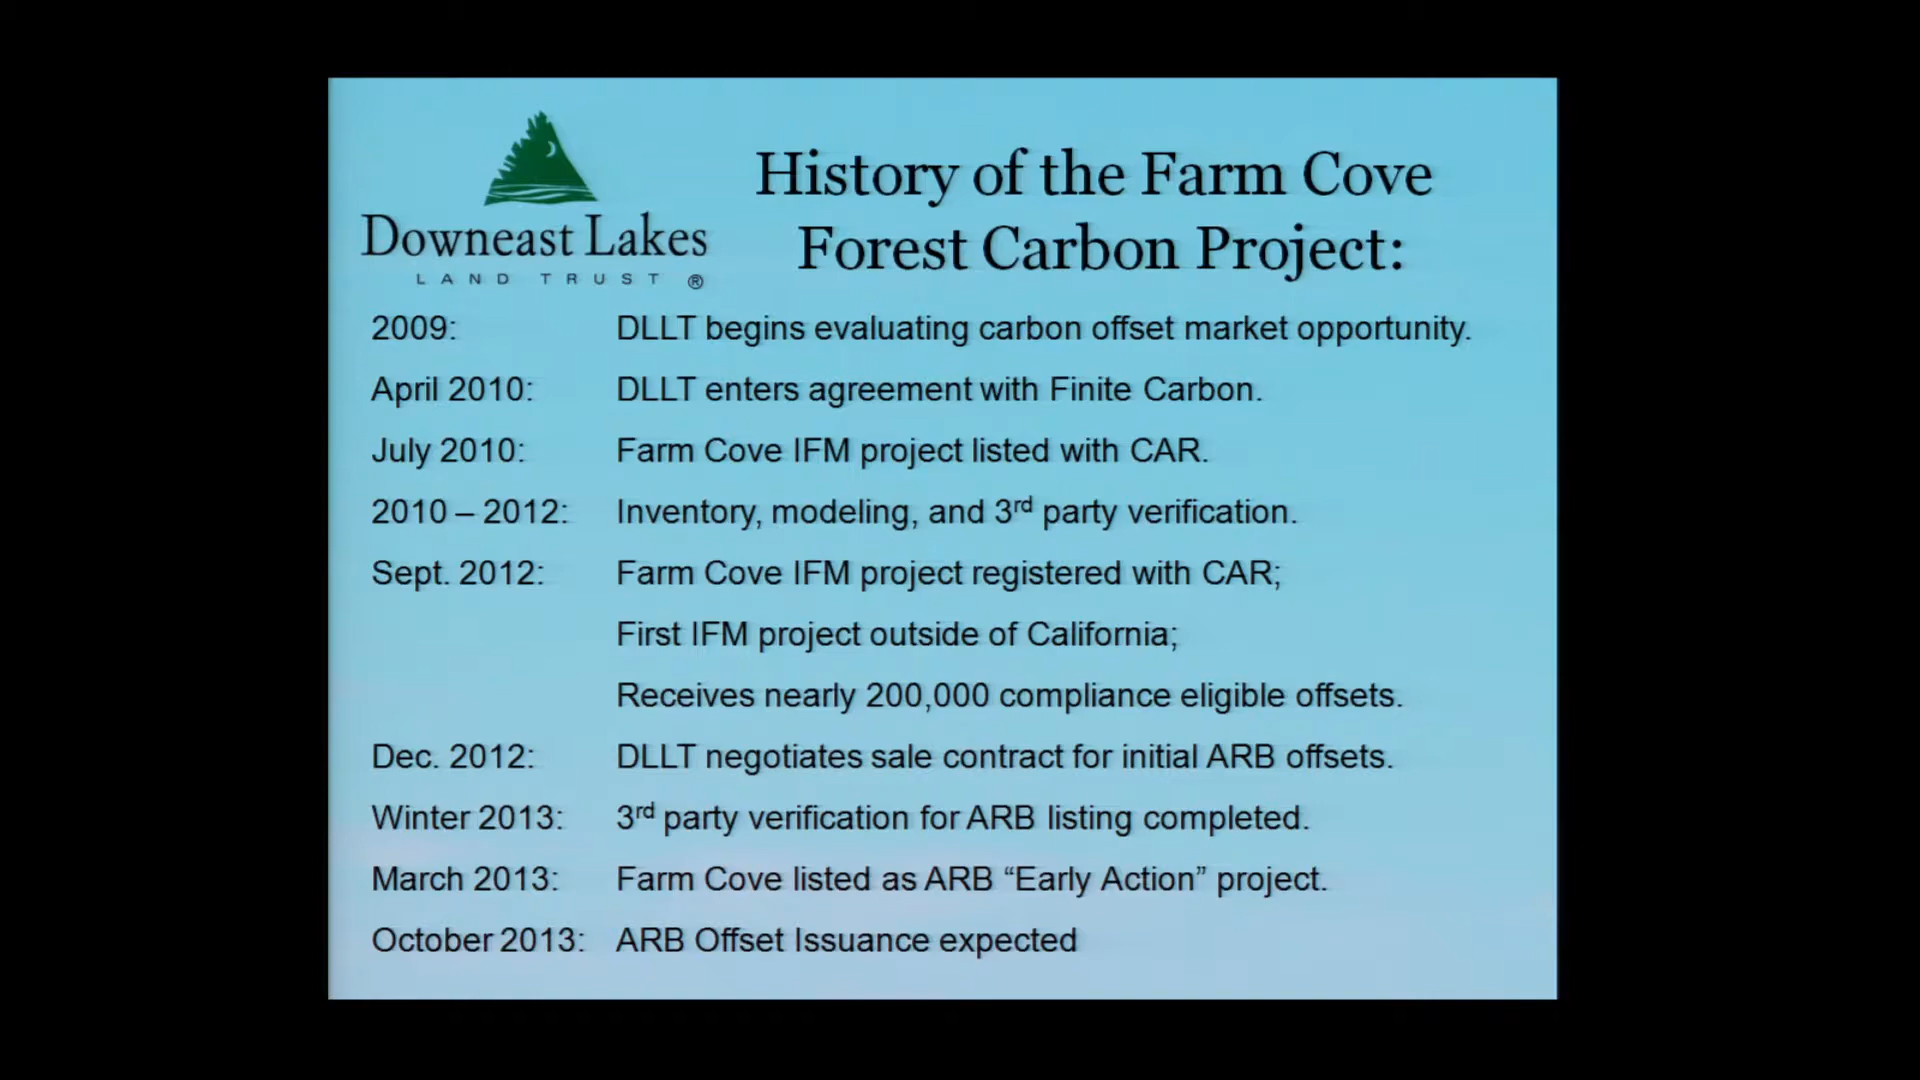 Downeast Lakes
LAND TRUST ®
History of the Farm Cove
Forest Carbon Project:
2009: DLLT begins evaluating carbon offset market opportunity.
April 2010: DLLT enters agreement with Finite Carbon.
July 2010: Farm Cove IFM project listed with CAR.
2010 – 2012: Inventory, modeling, and 3rd party verification.
Sept. 2012: Farm Cove IFM project registered with CAR;
First IFM project outside of California;
Receives nearly 200,000 compliance eligible offsets.
Dec. 2012: DLLT negotiates sale contract for initial ARB offsets.
Winter 2013: 3rd party verification for ARB listing completed.
March 2013: Farm Cove listed as ARB “Early Action” project.
October 2013: ARB Offset Issuance expected